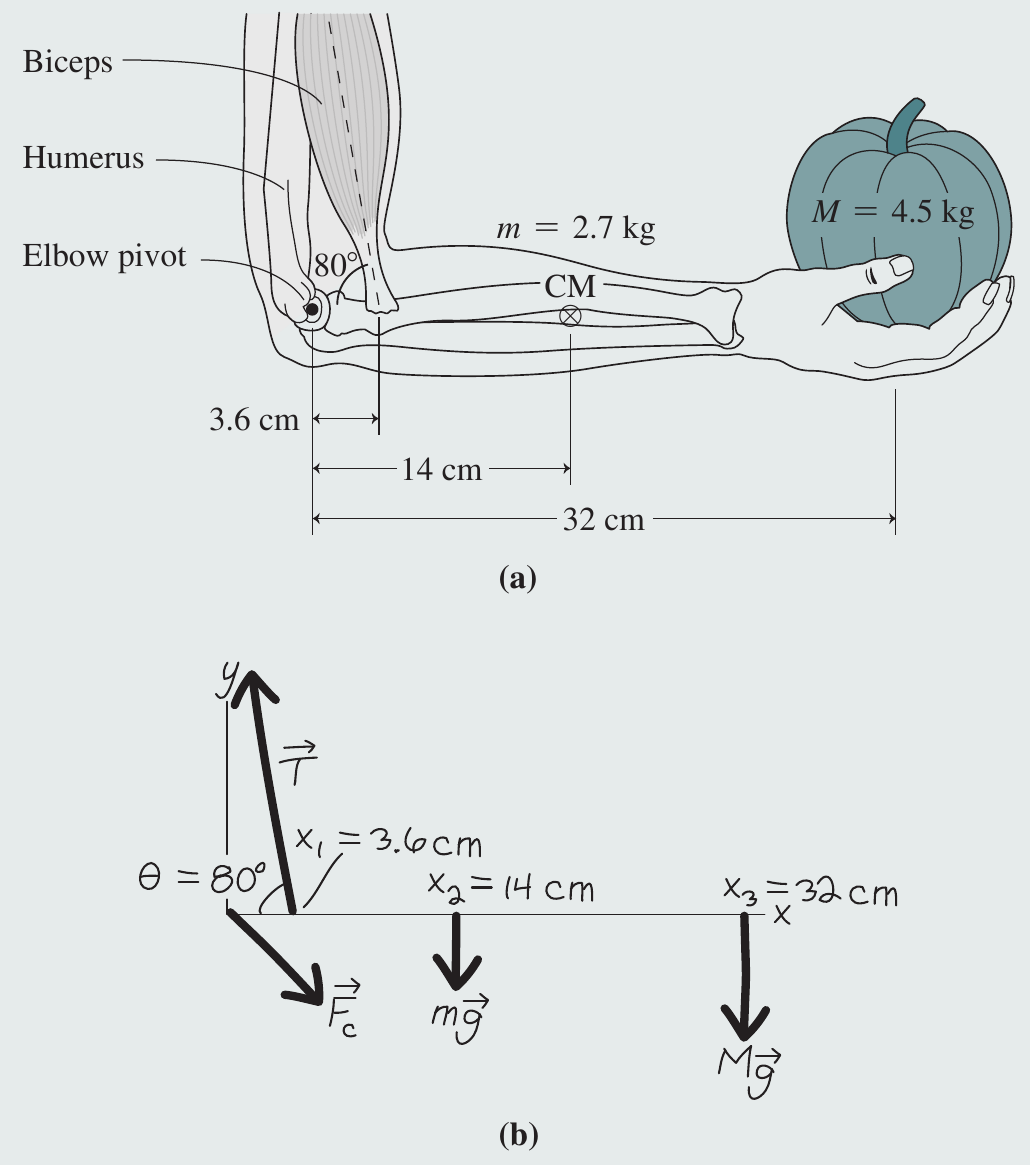 Biceps
Humerus
Elbow pivot
80°
m = 2.7 kg
M = 4.5 kg
CM
3.6 cm
14 cm
32 cm
(a)
y
T⃗
x₁ = 3.6 cm
θ = 80°
x₂ = 14 cm
x₃ = 32 cm
x
F⃗c
mg⃗
Mg⃗
(b)